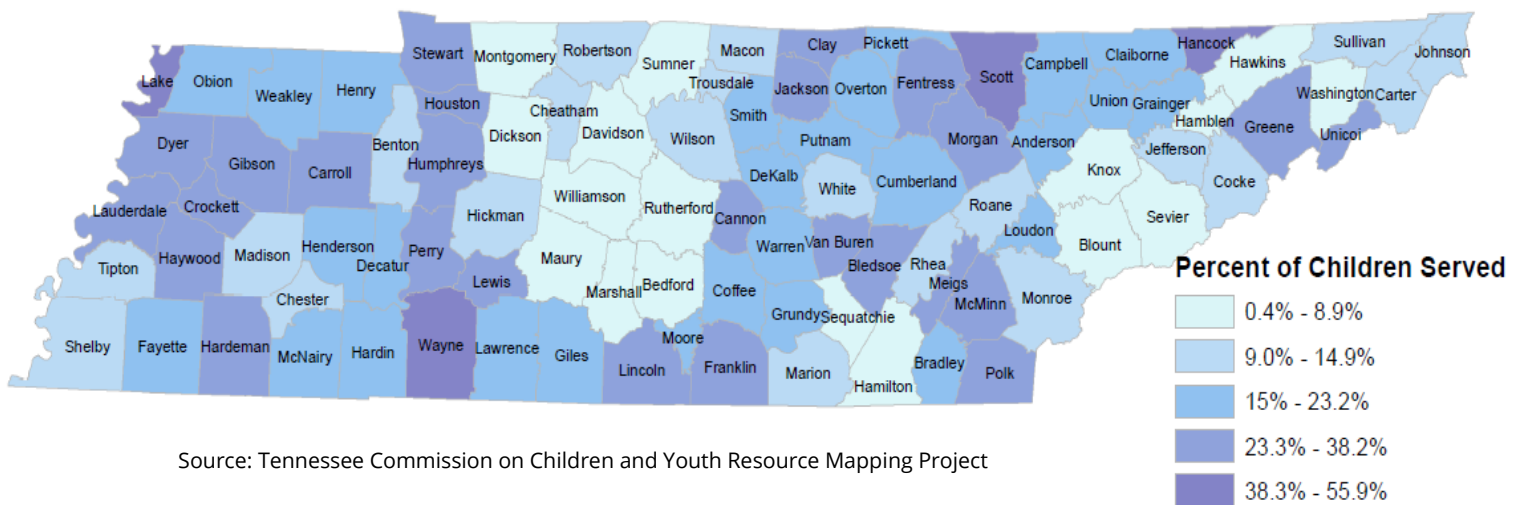 Stewart
Montgomery
Robertson
Sumner
Macon
Clay
Pickett
Scott
Campbell
Claiborne
Hancock
Hawkins
Sullivan
Johnson
Lake
Obion
Weakley
Henry
Houston
Cheatham
Trousdale
Jackson
Overton
Fentress
Union
Grainger
Hamblen
Washington
Carter
Dyer
Gibson
Carroll
Benton
Humphreys
Dickson
Davidson
Wilson
Smith
Putnam
Morgan
Anderson
Jefferson
Greene
Unicoi
Lauderdale
Crockett
Williamson
Rutherford
DeKalb
White
Cumberland
Roane
Knox
Cocke
Tipton
Haywood
Madison
Henderson
Decatur
Perry
Hickman
Maury
Cannon
Warren
Van Buren
Bledsoe
Rhea
Meigs
Loudon
Blount
Sevier
Chester
Lewis
Marshall
Bedford
Coffee
Grundy
Sequatchie
McMinn
Monroe
Shelby
Fayette
Hardeman
McNairy
Hardin
Wayne
Lawrence
Giles
Lincoln
Moore
Franklin
Marion
Hamilton
Bradley
Polk
Percent of Children Served
0.4% - 8.9%
9.0% - 14.9%
15% - 23.2%
23.3% - 38.2%
38.3% - 55.9%
Source: Tennessee Commission on Children and Youth Resource Mapping Project